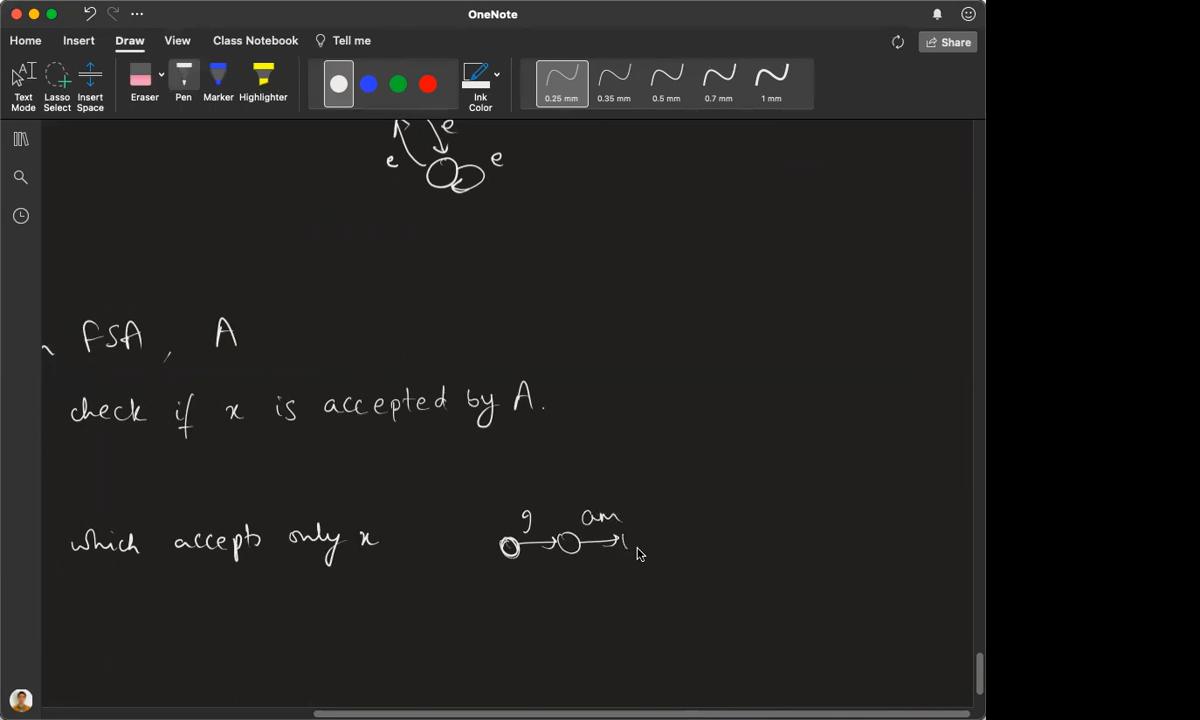 OneNote
Home Insert Draw View Class Notebook Tell me
Share
Text Mode
Lasso Select
Insert Space
Eraser
Pen
Marker
Highlighter
Ink Color
0.25 mm
0.35 mm
0.5 mm
0.7 mm
1 mm
e
e e
FSA , A
check if x is accepted by A.
g am
which accepts only x